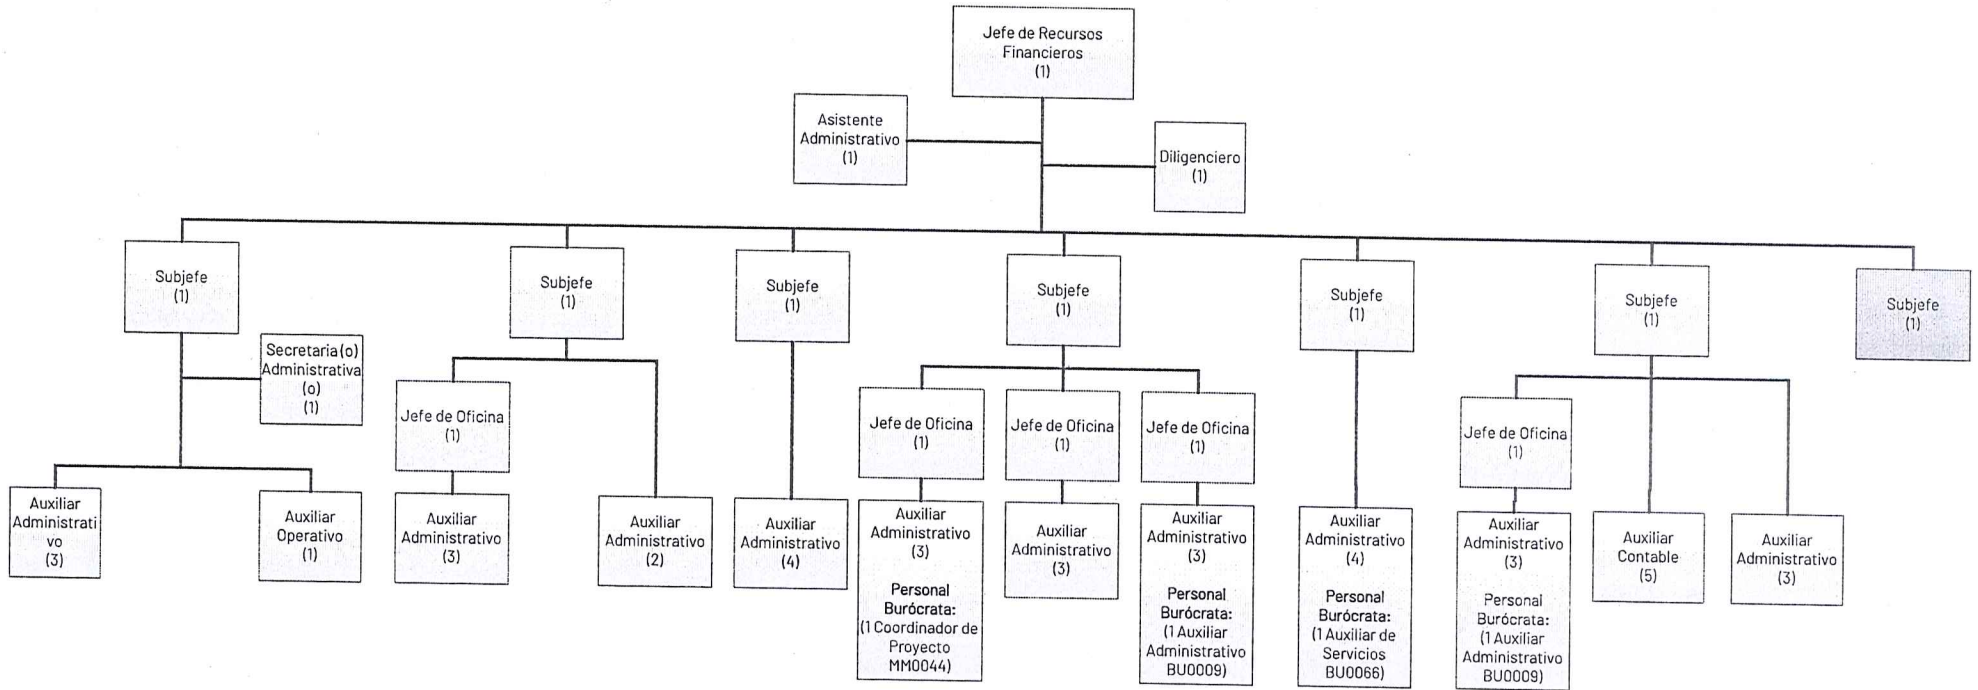 Jefe de Recursos
Financieros
(1)
Asistente
Administrativo
(1)
Diligenciero
(1)
Subjefe
(1)
Subjefe
(1)
Subjefe
(1)
Subjefe
(1)
Subjefe
(1)
Subjefe
(1)
Subjefe
(1)
Secretaria(o)
Administrativa
(o)
(1)
Jefe de Oficina
(1)
Jefe de Oficina
(1)
Jefe de Oficina
(1)
Jefe de Oficina
(1)
Jefe de Oficina
(1)
Auxiliar
Administrati
vo
(3)
Auxiliar
Operativo
(1)
Auxiliar
Administrativo
(3)
Auxiliar
Administrativo
(2)
Auxiliar
Administrativo
(4)
Auxiliar
Administrativo
(3)
Personal
Burócrata:
(1 Coordinador de
Proyecto
MM0044)
Auxiliar
Administrativo
(3)
Auxiliar
Administrativo
(3)
Personal
Burócrata:
(1 Auxiliar
Administrativo
BU0009)
Auxiliar
Administrativo
(4)
Personal
Burócrata:
(1 Auxiliar de
Servicios
BU0066)
Auxiliar
Administrativo
(3)
Personal
Burócrata:
(1 Auxiliar
Administrativo
BU0009)
Auxiliar
Contable
(5)
Auxiliar
Administrativo
(3)